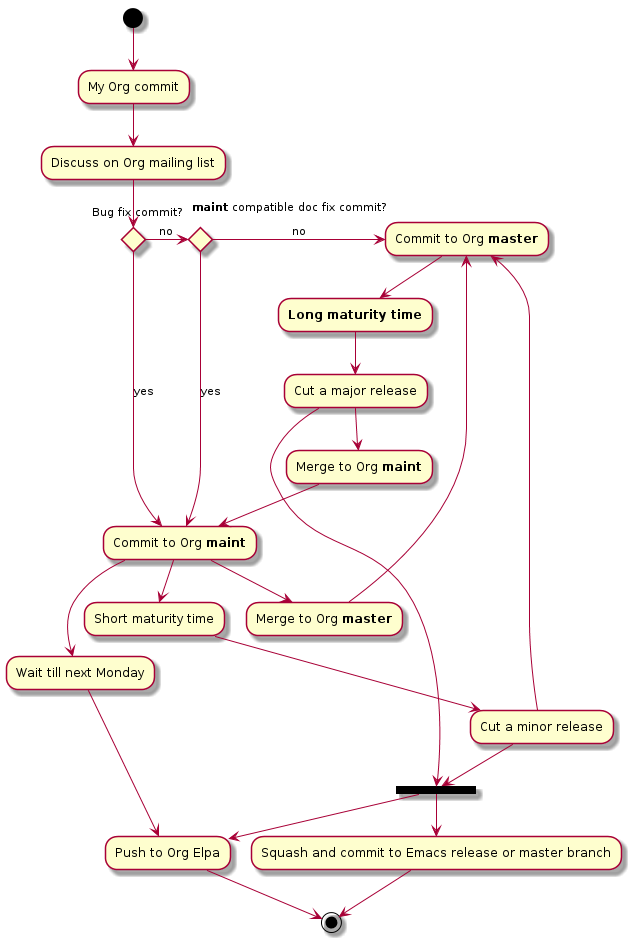 My Org commit
Discuss on Org mailing list
Bug fix commit?
maint compatible doc fix commit?
no
no
Commit to Org master
Long maturity time
Cut a major release
yes
yes
Merge to Org maint
Commit to Org maint
Short maturity time
Merge to Org master
Wait till next Monday
Cut a minor release
Push to Org Elpa
Squash and commit to Emacs release or master branch